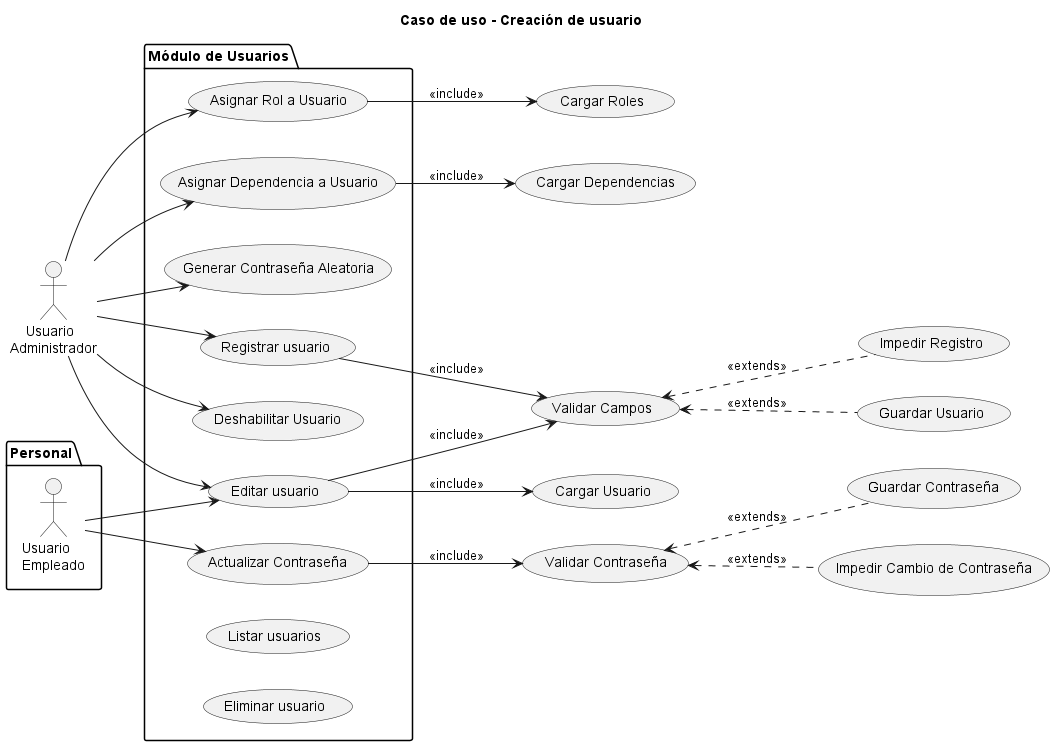 Caso de uso - Creación de usuario
Módulo de Usuarios
Asignar Rol a Usuario
«include»
Cargar Roles
Asignar Dependencia a Usuario
«include»
Cargar Dependencias
Generar Contraseña Aleatoria
Usuario
Administrador
Registrar usuario
«include»
Validar Campos
«extends»
Impedir Registro
«extends»
Guardar Usuario
Deshabilitar Usuario
«include»
Personal
Usuario
Empleado
Editar usuario
«include»
Cargar Usuario
Actualizar Contraseña
«include»
Validar Contraseña
«extends»
Guardar Contraseña
«extends»
Impedir Cambio de Contraseña
Listar usuarios
Eliminar usuario